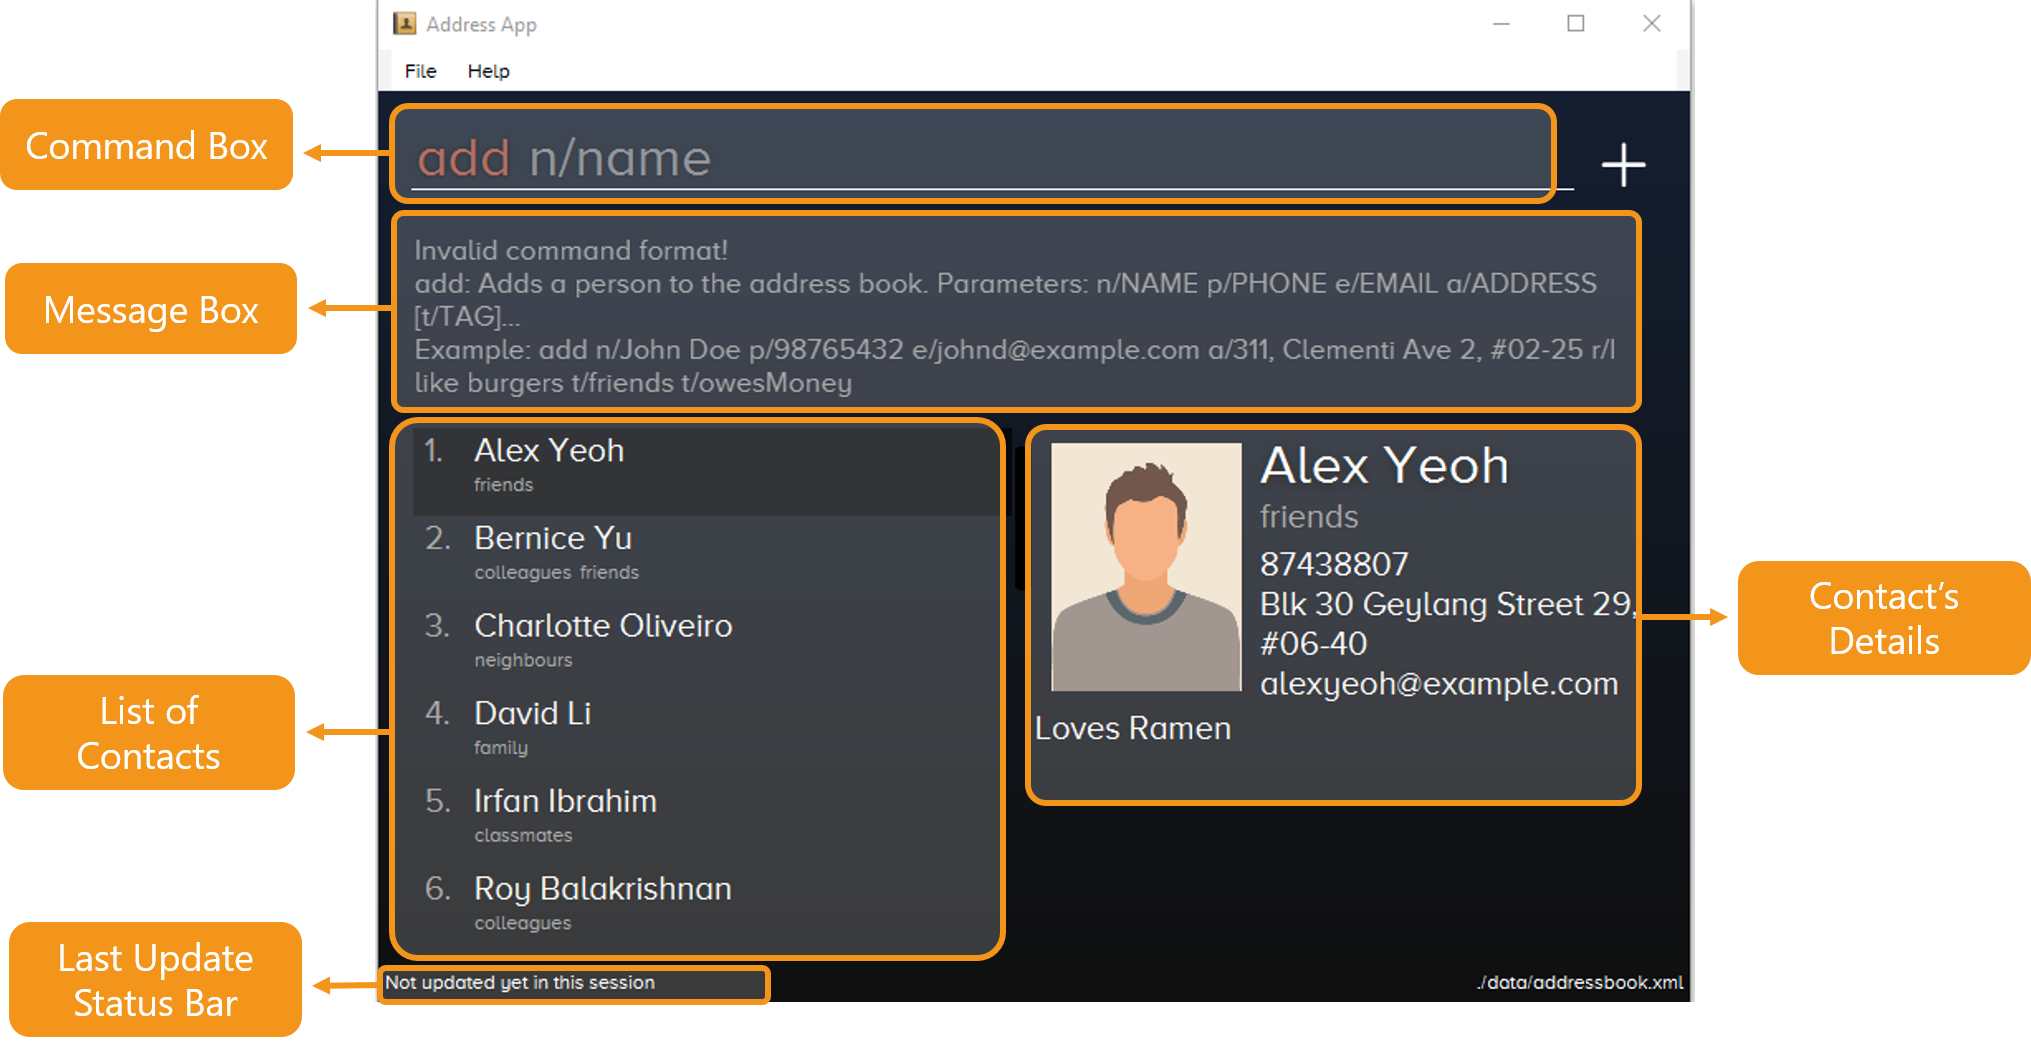 Address App
File Help
Command Box
add n/name
Message Box
Invalid command format!
add: Adds a person to the address book. Parameters: n/NAME p/PHONE e/EMAIL a/ADDRESS
[t/TAG]...
Example: add n/John Doe p/98765432 e/johnd@example.com a/311, Clementi Ave 2, #02-25 r/I
like burgers t/friends t/owesMoney
List of
Contacts
1. Alex Yeoh
friends
2. Bernice Yu
colleagues friends
3. Charlotte Oliveiro
neighbours
4. David Li
family
5. Irfan Ibrahim
classmates
6. Roy Balakrishnan
colleagues
Alex Yeoh
friends
87438807
Blk 30 Geylang Street 29,
#06-40
alexyeoh@example.com
Loves Ramen
Contact's
Details
Last Update
Status Bar
Not updated yet in this session
./data/addressbook.xml